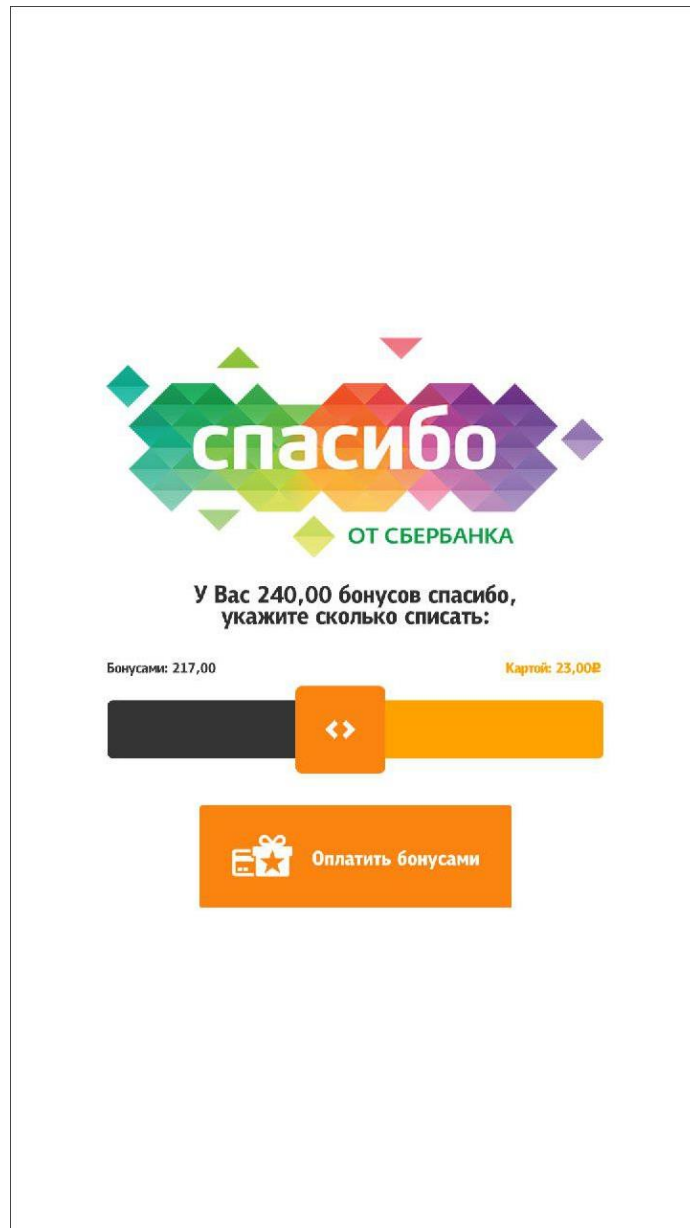 спасибо
ОТ СБЕРБАНКА
У Вас 240,00 бонусов спасибо,
укажите сколько списать:
Бонусами: 217,00
Картой: 23,00₽
Оплатить бонусами